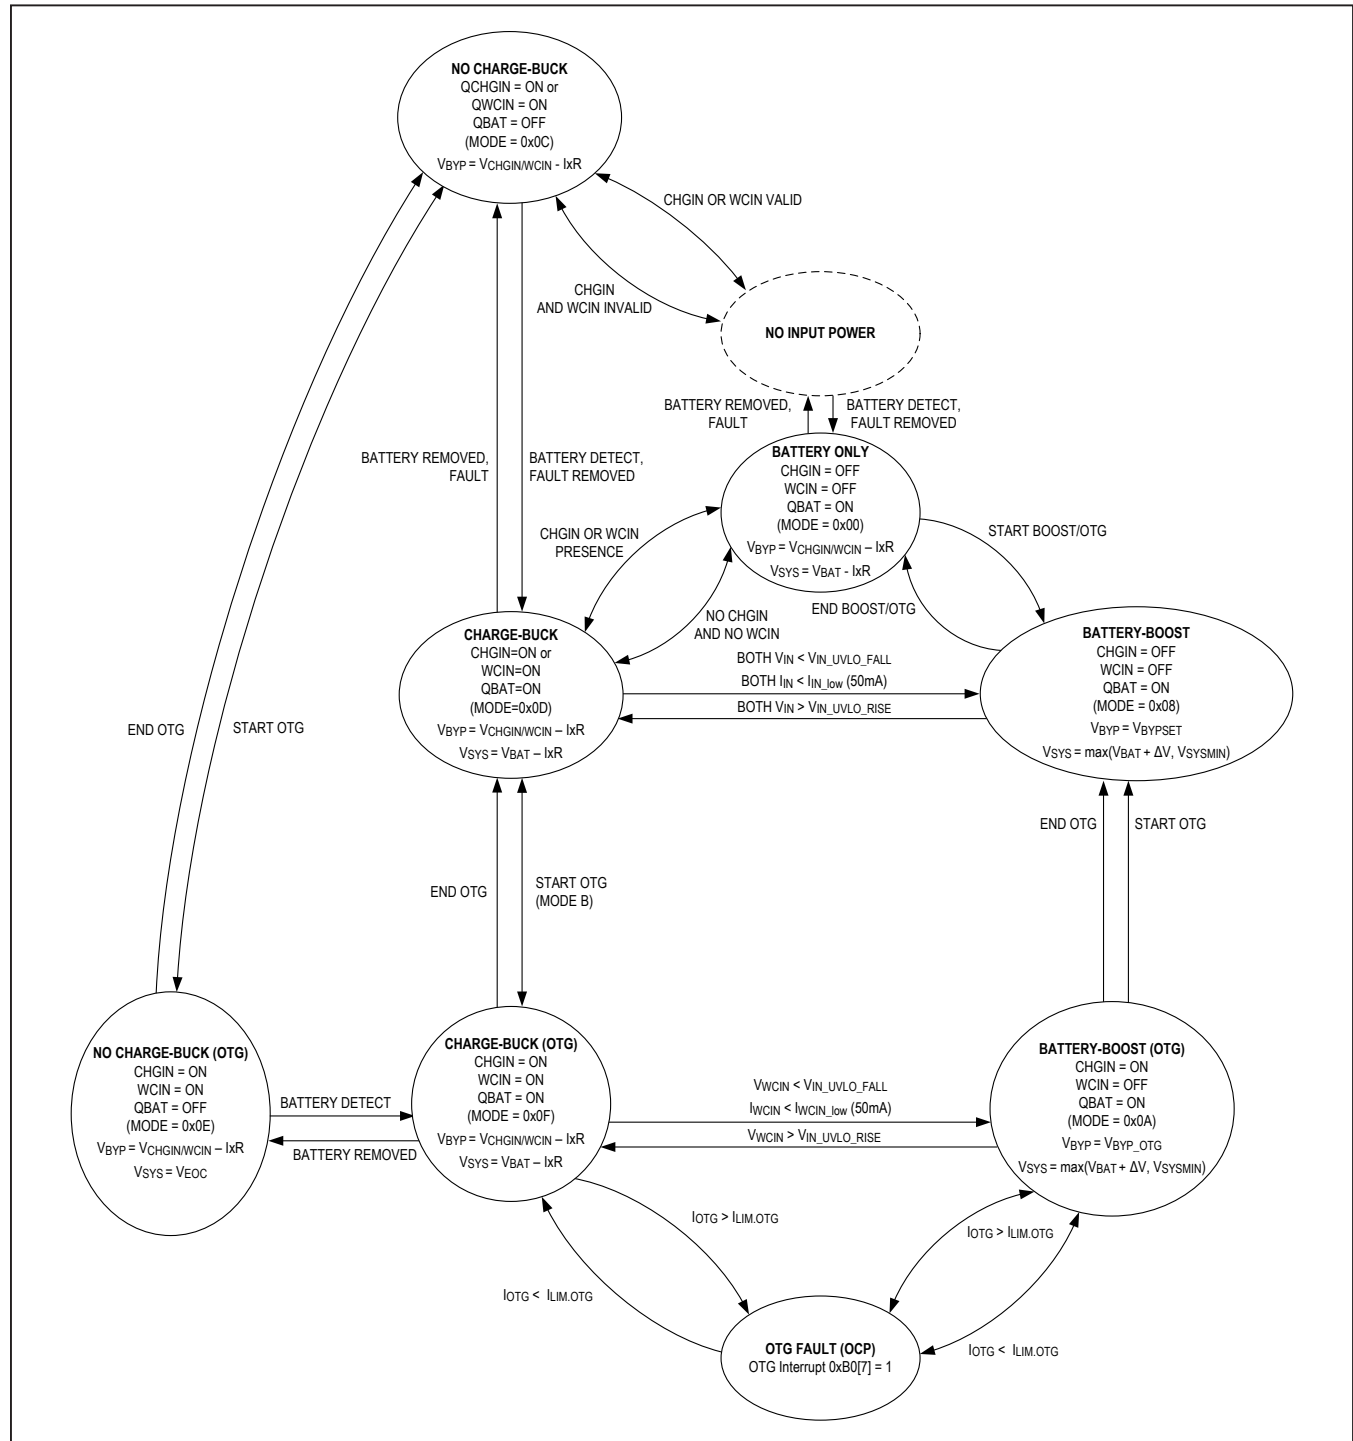 NO CHARGE-BUCK
QCHGIN = ON or
QWCIN = ON
QBAT = OFF
(MODE = 0x0C)
VBYP = VCHGIN/WCIN - IxR
CHGIN OR WCIN VALID
CHGIN
AND WCIN INVALID
NO INPUT POWER
BATTERY REMOVED,
FAULT
BATTERY DETECT,
FAULT REMOVED
BATTERY REMOVED,
FAULT
BATTERY DETECT,
FAULT REMOVED
BATTERY ONLY
CHGIN = OFF
WCIN = OFF
QBAT = ON
(MODE = 0x00)
VBYP = VCHGIN/WCIN – IxR
VSYS = VBAT - IxR
CHGIN OR WCIN
PRESENCE
START BOOST/OTG
END BOOST/OTG
NO CHGIN
AND NO WCIN
CHARGE-BUCK
CHGIN=ON or
WCIN=ON
QBAT=ON
(MODE=0x0D)
VBYP = VCHGIN/WCIN – IxR
VSYS = VBAT – IxR
BOTH VIN < VIN_UVLO_FALL
BOTH IIN < IIN_low (50mA)
BOTH VIN > VIN_UVLO_RISE
BATTERY-BOOST
CHGIN = OFF
WCIN = OFF
QBAT = ON
(MODE = 0x08)
VBYP = VBYPSET
VSYS = max(VBAT + ΔV, VSYSMIN)
END OTG
START OTG
END OTG
START OTG
(MODE B)
END OTG
START OTG
NO CHARGE-BUCK (OTG)
CHGIN = ON
WCIN = ON
QBAT = OFF
(MODE = 0x0E)
VBYP = VCHGIN/WCIN – IxR
VSYS = VEOC
BATTERY DETECT
BATTERY REMOVED
CHARGE-BUCK (OTG)
CHGIN = ON
WCIN = ON
QBAT = ON
(MODE = 0x0F)
VBYP = VCHGIN/WCIN – IxR
VSYS = VBAT – IxR
VWCIN < VIN_UVLO_FALL
IWCIN < IWCIN_low (50mA)
VWCIN > VIN_UVLO_RISE
BATTERY-BOOST (OTG)
CHGIN = ON
WCIN = OFF
QBAT = ON
(MODE = 0x0A)
VBYP = VBYP_OTG
VSYS = max(VBAT + ΔV, VSYSMIN)
IOTG > ILIM.OTG
IOTG > ILIM.OTG
IOTG < ILIM.OTG
IOTG < ILIM.OTG
OTG FAULT (OCP)
OTG Interrupt 0xB0[7] = 1